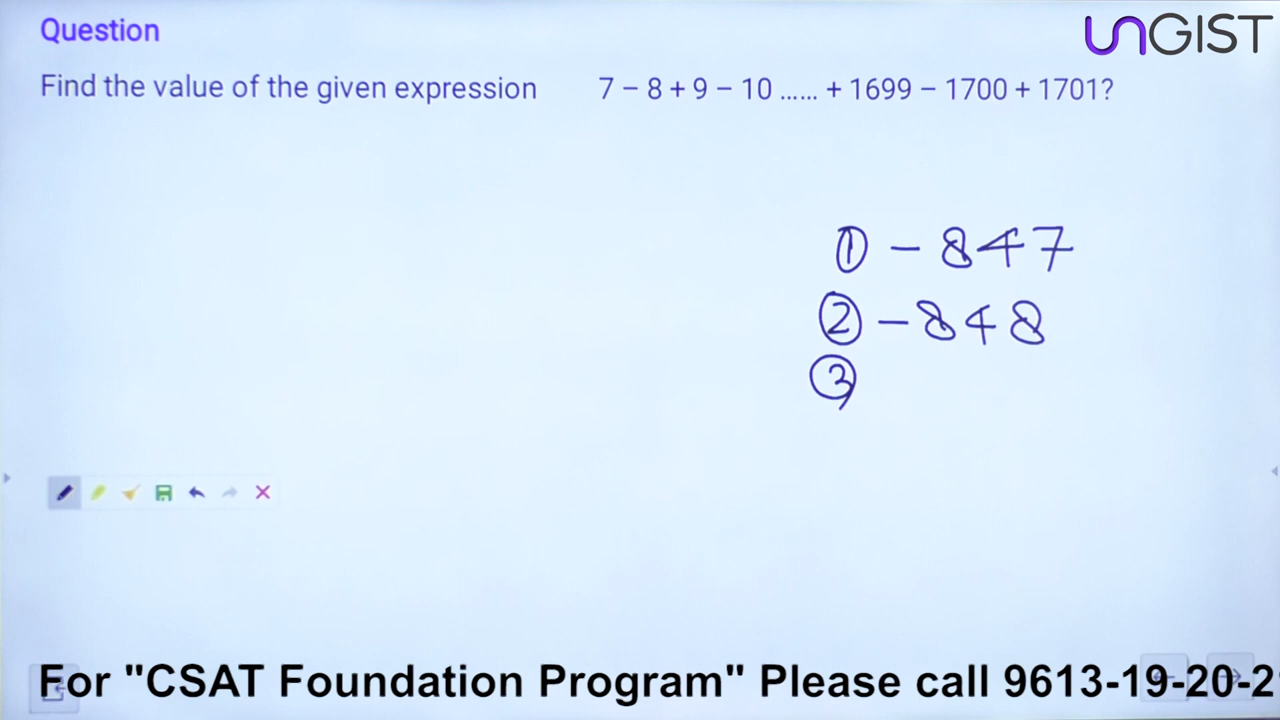 Question
UNGIST
Find the value of the given expression 7 – 8 + 9 – 10 ...... + 1699 – 1700 + 1701?
① – 847
② – 848
③
For "CSAT Foundation Program" Please call 9613-19-20-2